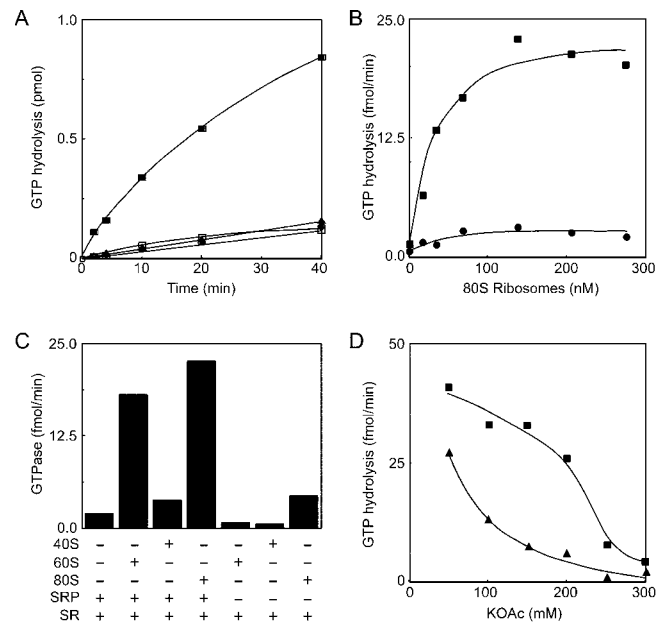 A
1.0
0.5
0
GTP hydrolysis (pmol)
0 10 20 30 40
Time (min)
B
25.0
12.5
0.0
GTP hydrolysis (fmol/min)
0 100 200 300
80S Ribosomes (nM)
C
25.0
12.5
0.0
GTPase (fmol/min)
40S – – + – – + –
60S – + – – + – –
80S – – – + – – +
SRP + + + + – – –
SR + + + + + + +
D
50
25
0
GTP hydrolysis (fmol/min)
0 100 200 300
KOAc (mM)